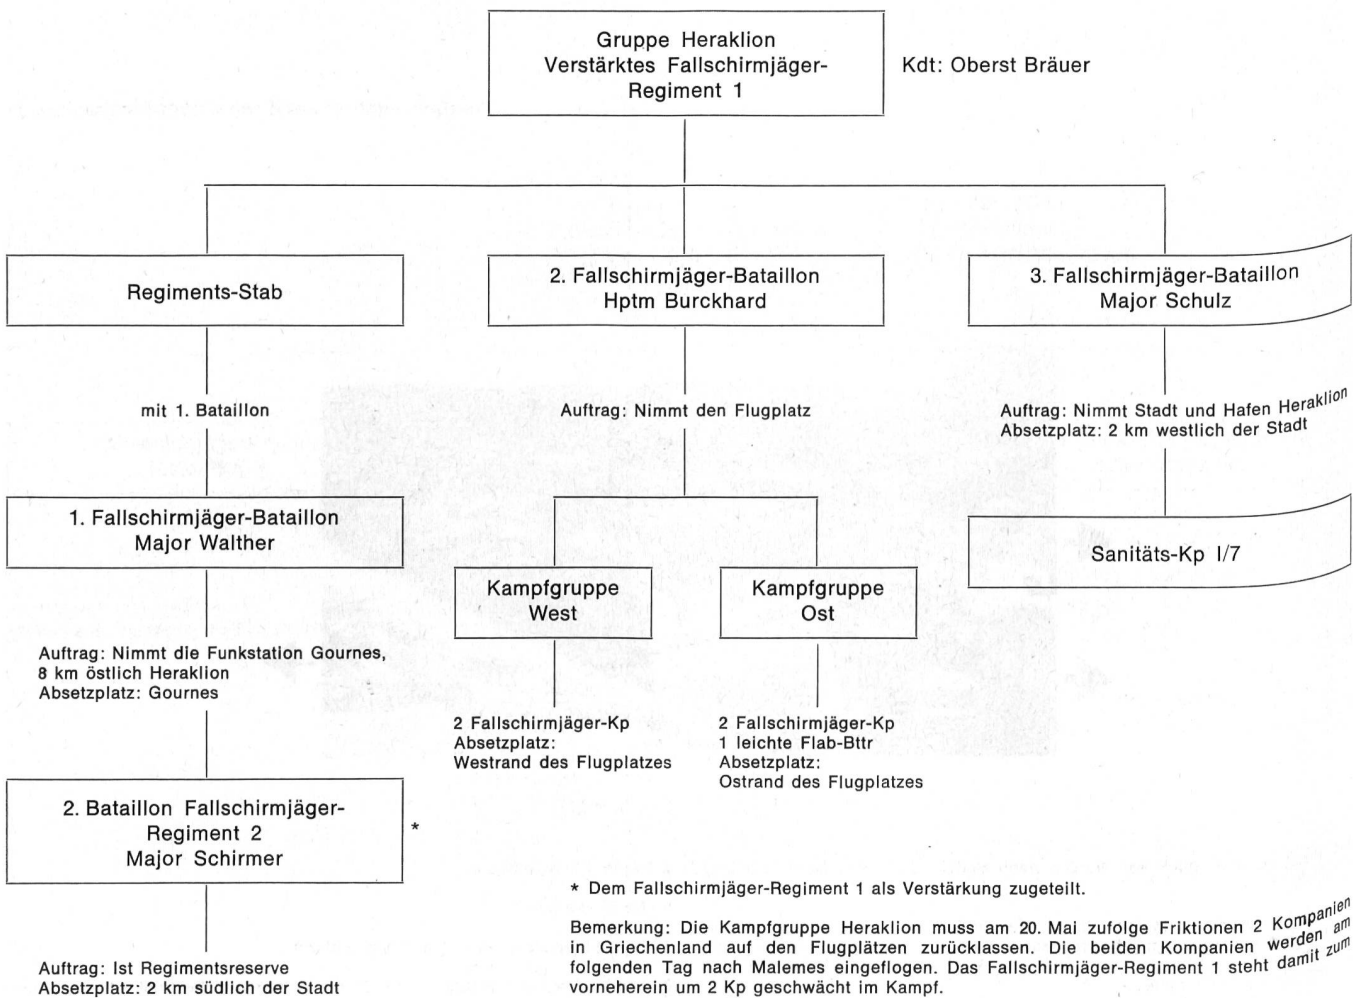 Gruppe Heraklion
Verstärktes Fallschirmjäger-
Regiment 1
Kdt: Oberst Bräuer
Regiments-Stab
2. Fallschirmjäger-Bataillon
Hptm Burckhard
3. Fallschirmjäger-Bataillon
Major Schulz
mit 1. Bataillon
Auftrag: Nimmt den Flugplatz
Auftrag: Nimmt Stadt und Hafen Heraklion
Absetzplatz: 2 km westlich der Stadt
1. Fallschirmjäger-Bataillon
Major Walther
Kampfgruppe
West
Kampfgruppe
Ost
Sanitäts-Kp I/7
Auftrag: Nimmt die Funkstation Gournes,
8 km östlich Heraklion
Absetzplatz: Gournes
2 Fallschirmjäger-Kp
Absetzplatz:
Westrand des Flugplatzes
2 Fallschirmjäger-Kp
1 leichte Flab-Bttr
Absetzplatz:
Ostrand des Flugplatzes
2. Bataillon Fallschirmjäger-
Regiment 2
Major Schirmer
*
Auftrag: Ist Regimentsreserve
Absetzplatz: 2 km südlich der Stadt
* Dem Fallschirmjäger-Regiment 1 als Verstärkung zugeteilt.
Bemerkung: Die Kampfgruppe Heraklion muss am 20. Mai zufolge Friktionen 2 Kompanien
in Griechenland auf den Flugplätzen zurücklassen. Die beiden Kompanien werden am
folgenden Tag nach Malemes eingeflogen. Das Fallschirmjäger-Regiment 1 steht damit zum
vorneherein um 2 Kp geschwächt im Kampf.